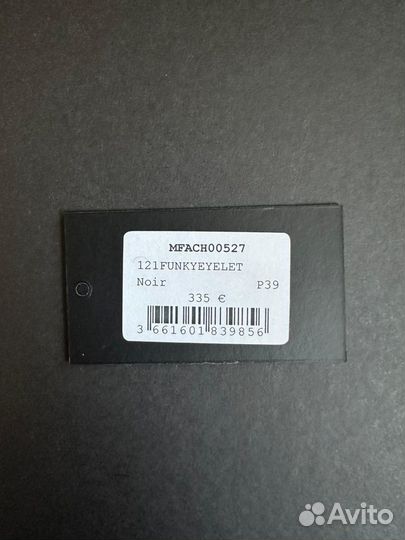 MFACH00527
121FUNKYEYELET
Noir P39
335 €
3 661601 839856
Avito